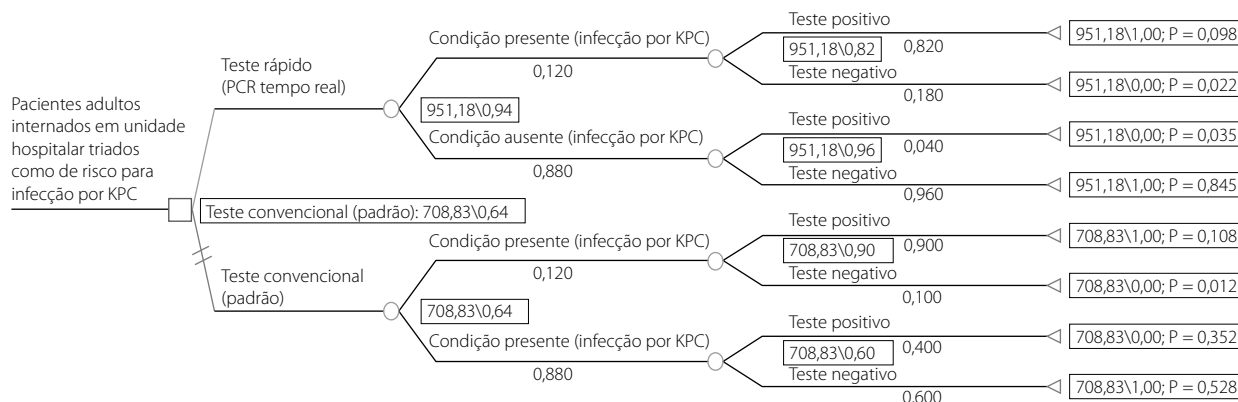 Pacientes adultos
internados em unidade
hospitalar triados
como de risco para
infecção por KPC
Teste convencional (padrão): 708,83\0,64
Teste rápido
(PCR tempo real)
951,18\0,94
Condição presente (infecção por KPC)
0,120
Teste positivo
951,18\0,82
0,820
951,18\1,00; P = 0,098
Teste negativo
0,180
951,18\0,00; P = 0,022
Condição ausente (infecção por KPC)
0,880
Teste positivo
951,18\0,96
0,040
951,18\0,00; P = 0,035
Teste negativo
0,960
951,18\1,00; P = 0,845
Teste convencional
(padrão)
708,83\0,64
Condição presente (infecção por KPC)
0,120
Teste positivo
708,83\0,90
0,900
708,83\1,00; P = 0,108
Teste negativo
0,100
708,83\0,00; P = 0,012
Condição presente (infecção por KPC)
0,880
Teste positivo
708,83\0,60
0,400
708,83\0,00; P = 0,352
Teste negativo
0,600
708,83\1,00; P = 0,528